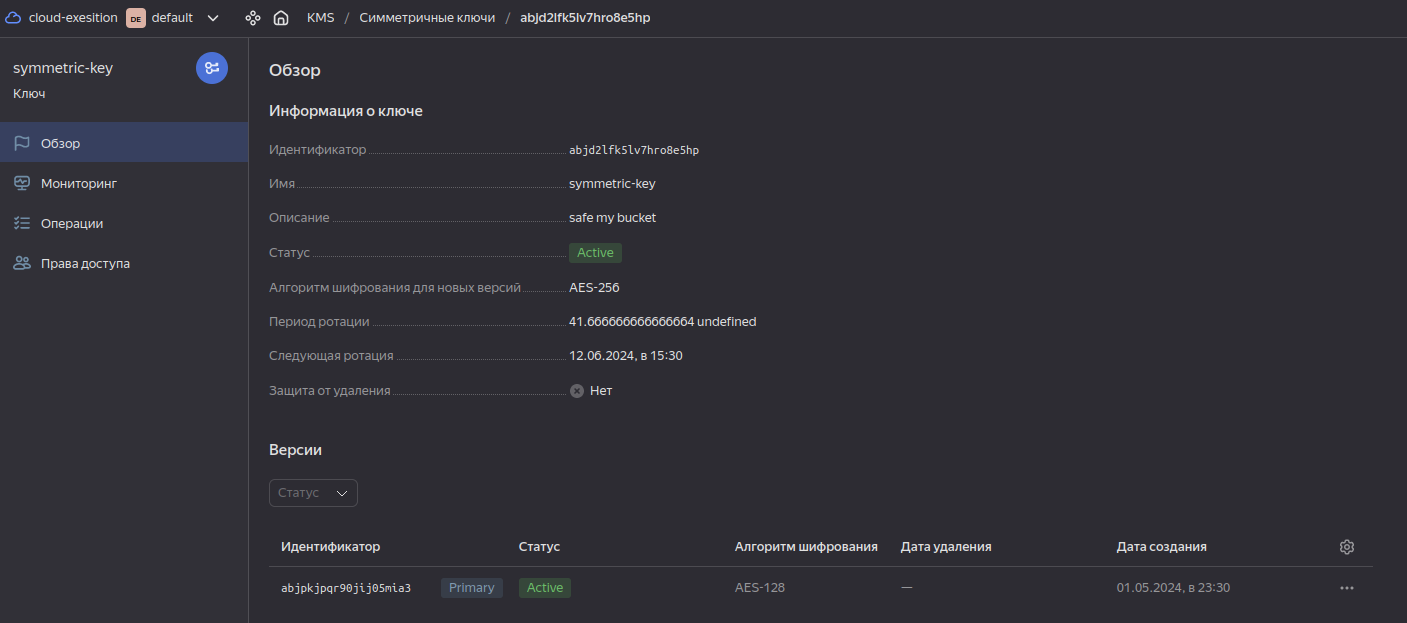 cloud-exesition DE default KMS / Симметричные ключи / abjd2lfk5lv7hro8e5hp
symmetric-key
Ключ
Обзор
Мониторинг
Операции
Права доступа
Обзор
Информация о ключе
Идентификатор abjd2lfk5lv7hro8e5hp
Имя symmetric-key
Описание safe my bucket
Статус Active
Алгоритм шифрования для новых версий AES-256
Период ротации 41.666666666666664 undefined
Следующая ротация 12.06.2024, в 15:30
Защита от удаления Нет
Версии
Статус
Идентификатор Статус Алгоритм шифрования Дата удаления Дата создания
abjpkjpqr90jij05mia3 Primary Active AES-128 — 01.05.2024, в 23:30